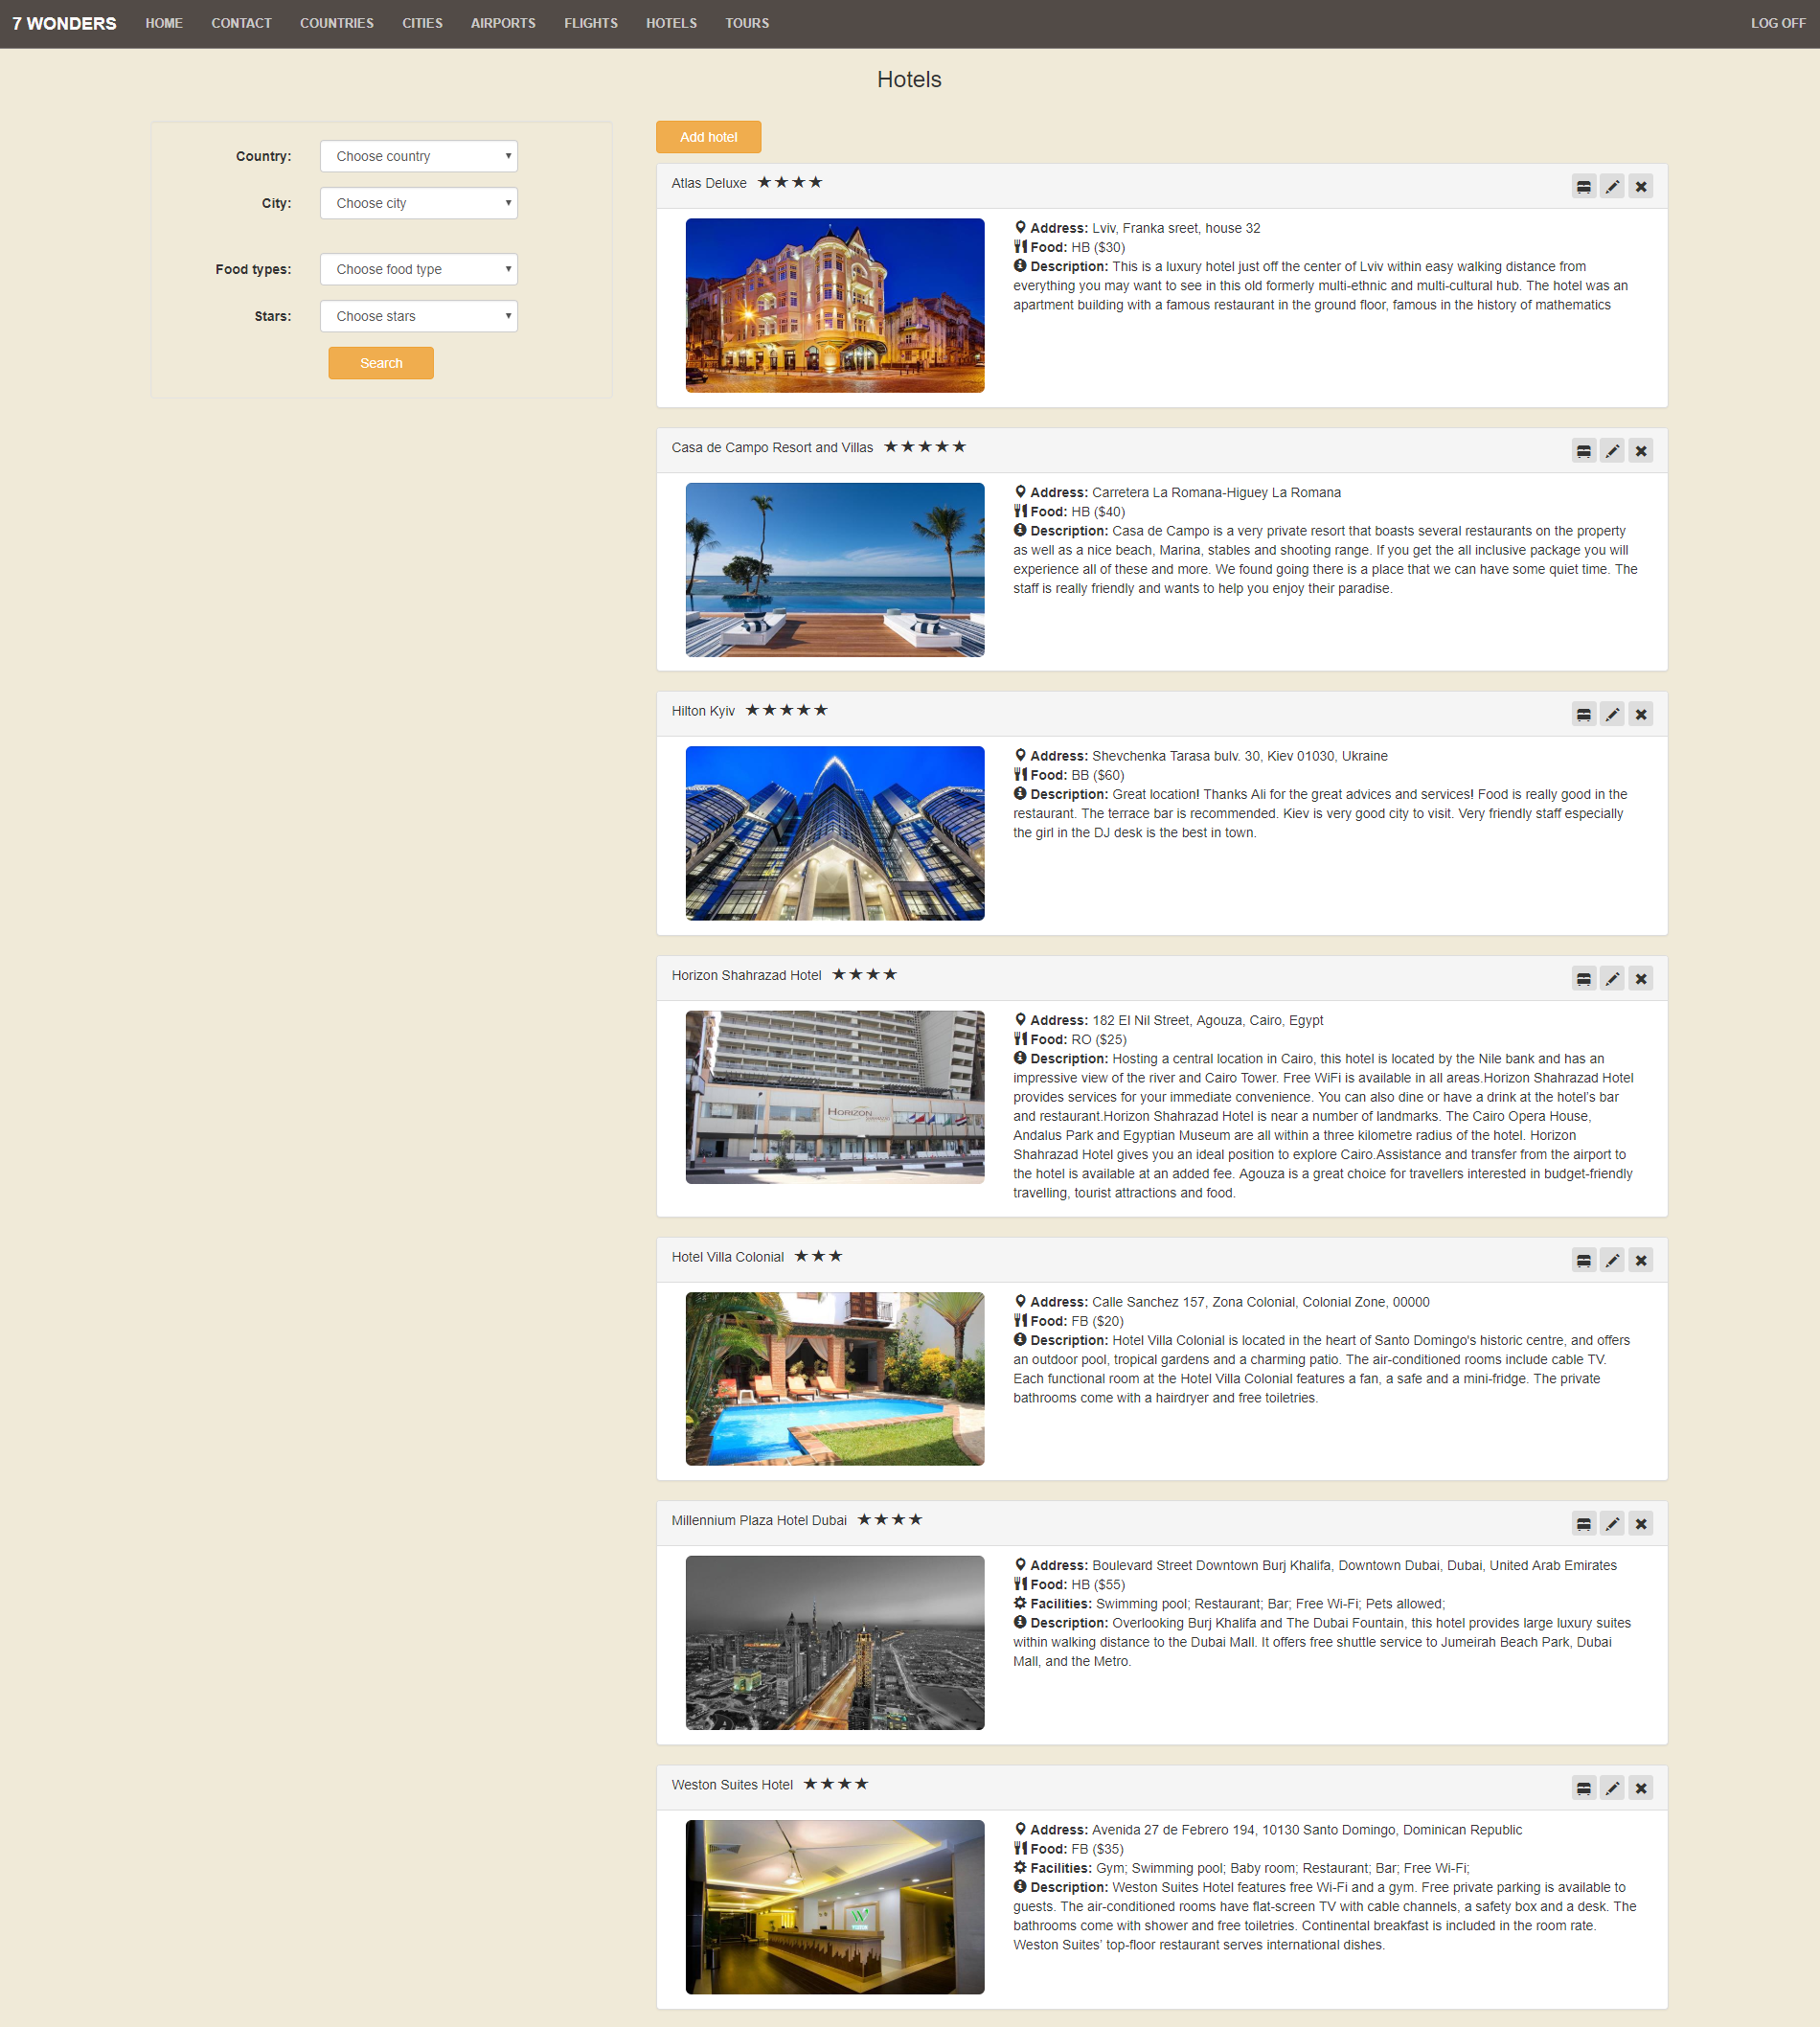 7 WONDERS HOME CONTACT COUNTRIES CITIES AIRPORTS FLIGHTS HOTELS TOURS LOG OFF
Hotels
Country: Choose country
City: Choose city
Food types: Choose food type
Stars: Choose stars
Search
Add hotel
Atlas Deluxe ★★★★
Address: Lviv, Franka sreet, house 32
Food: HB ($30)
Description: This is a luxury hotel just off the center of Lviv within easy walking distance from
everything you may want to see in this old formerly multi-ethnic and multi-cultural hub. The hotel was an
apartment building with a famous restaurant in the ground floor, famous in the history of mathematics
Casa de Campo Resort and Villas ★★★★★
Address: Carretera La Romana-Higuey La Romana
Food: HB ($40)
Description: Casa de Campo is a very private resort that boasts several restaurants on the property
as well as a nice beach, Marina, stables and shooting range. If you get the all inclusive package you will
experience all of these and more. We found going there is a place that we can have some quiet time. The
staff is really friendly and wants to help you enjoy their paradise.
Hilton Kyiv ★★★★★
Address: Shevchenka Tarasa bulv. 30, Kiev 01030, Ukraine
Food: BB ($60)
Description: Great location! Thanks Ali for the great advices and services! Food is really good in the
restaurant. The terrace bar is recommended. Kiev is very good city to visit. Very friendly staff especially
the girl in the DJ desk is the best in town.
Horizon Shahrazad Hotel ★★★★
HORIZON
Address: 182 El Nil Street, Agouza, Cairo, Egypt
Food: RO ($25)
Description: Hosting a central location in Cairo, this hotel is located by the Nile bank and has an
impressive view of the river and Cairo Tower. Free WiFi is available in all areas.Horizon Shahrazad Hotel
provides services for your immediate convenience. You can also dine or have a drink at the hotel’s bar
and restaurant.Horizon Shahrazad Hotel is near a number of landmarks. The Cairo Opera House,
Andalus Park and Egyptian Museum are all within a three kilometre radius of the hotel. Horizon
Shahrazad Hotel gives you an ideal position to explore Cairo.Assistance and transfer from the airport to
the hotel is available at an added fee. Agouza is a great choice for travellers interested in budget-friendly
travelling, tourist attractions and food.
Hotel Villa Colonial ★★★
Address: Calle Sanchez 157, Zona Colonial, Colonial Zone, 00000
Food: FB ($20)
Description: Hotel Villa Colonial is located in the heart of Santo Domingo's historic centre, and offers
an outdoor pool, tropical gardens and a charming patio. The air-conditioned rooms include cable TV.
Each functional room at the Hotel Villa Colonial features a fan, a safe and a mini-fridge. The private
bathrooms come with a hairdryer and free toiletries.
Millennium Plaza Hotel Dubai ★★★★
Address: Boulevard Street Downtown Burj Khalifa, Downtown Dubai, Dubai, United Arab Emirates
Food: HB ($55)
Facilities: Swimming pool; Restaurant; Bar; Free Wi-Fi; Pets allowed;
Description: Overlooking Burj Khalifa and The Dubai Fountain, this hotel provides large luxury suites
within walking distance to the Dubai Mall. It offers free shuttle service to Jumeirah Beach Park, Dubai
Mall, and the Metro.
Weston Suites Hotel ★★★★
Address: Avenida 27 de Febrero 194, 10130 Santo Domingo, Dominican Republic
Food: FB ($35)
Facilities: Gym; Swimming pool; Baby room; Restaurant; Bar; Free Wi-Fi;
Description: Weston Suites Hotel features free Wi-Fi and a gym. Free private parking is available to
guests. The air-conditioned rooms have flat-screen TV with cable channels, a safety box and a desk. The
bathrooms come with shower and free toiletries. Continental breakfast is included in the room rate.
Weston Suites’ top-floor restaurant serves international dishes.